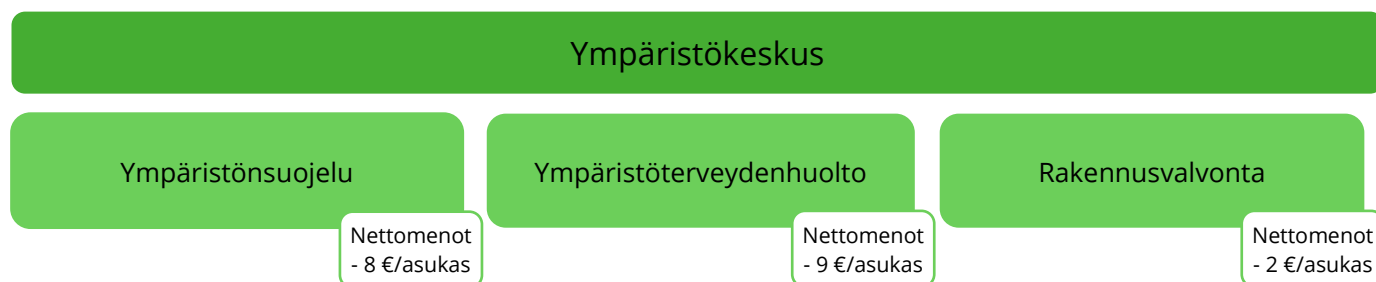 Ympäristökeskus
Ympäristönsuojelu
Nettomenot
- 8 €/asukas
Ympäristöterveydenhuolto
Nettomenot
- 9 €/asukas
Rakennusvalvonta
Nettomenot
- 2 €/asukas